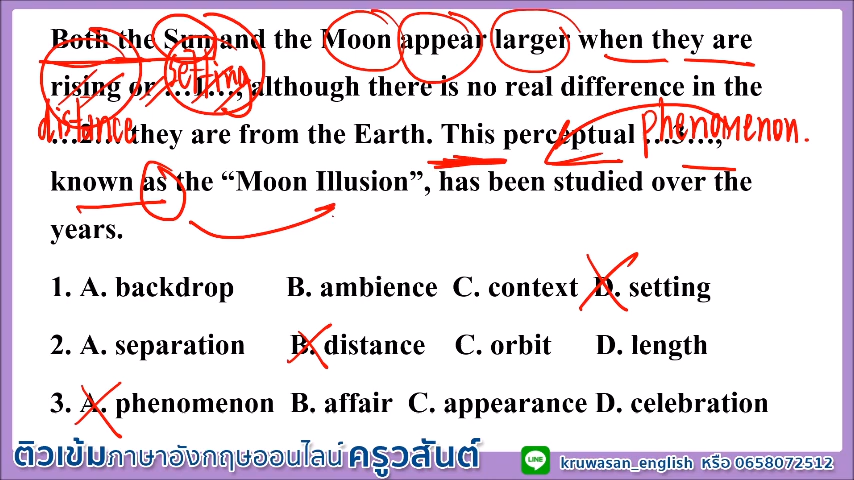 Both the Sun and the Moon appear larger when they are
setting
rising or …1…, although there is no real difference in the
distance
…2… they are from the Earth. This perceptual …3…,
phenomenon.
known as the “Moon Illusion”, has been studied over the
years.
1. A. backdrop B. ambience C. context D. setting
2. A. separation B. distance C. orbit D. length
3. A. phenomenon B. affair C. appearance D. celebration
ติวเข้มภาษาอังกฤษออนไลน์ ครูวสันต์ LINE kruwasan_english หรือ 0658072512